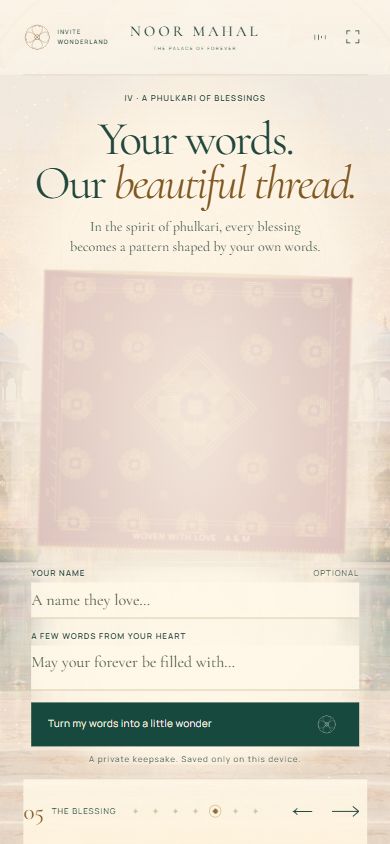 INVITE
WONDERLAND
NOOR MAHAL
THE PALACE OF FOREVER
IV · A PHULKARI OF BLESSINGS
Your words.
Our beautiful thread.
In the spirit of phulkari, every blessing
becomes a pattern shaped by your own words.
WOVEN WITH LOVE · A & M
YOUR NAME
OPTIONAL
A name they love...
A FEW WORDS FROM YOUR HEART
May your forever be filled with...
Turn my words into a little wonder
A private keepsake. Saved only on this device.
05 THE BLESSING